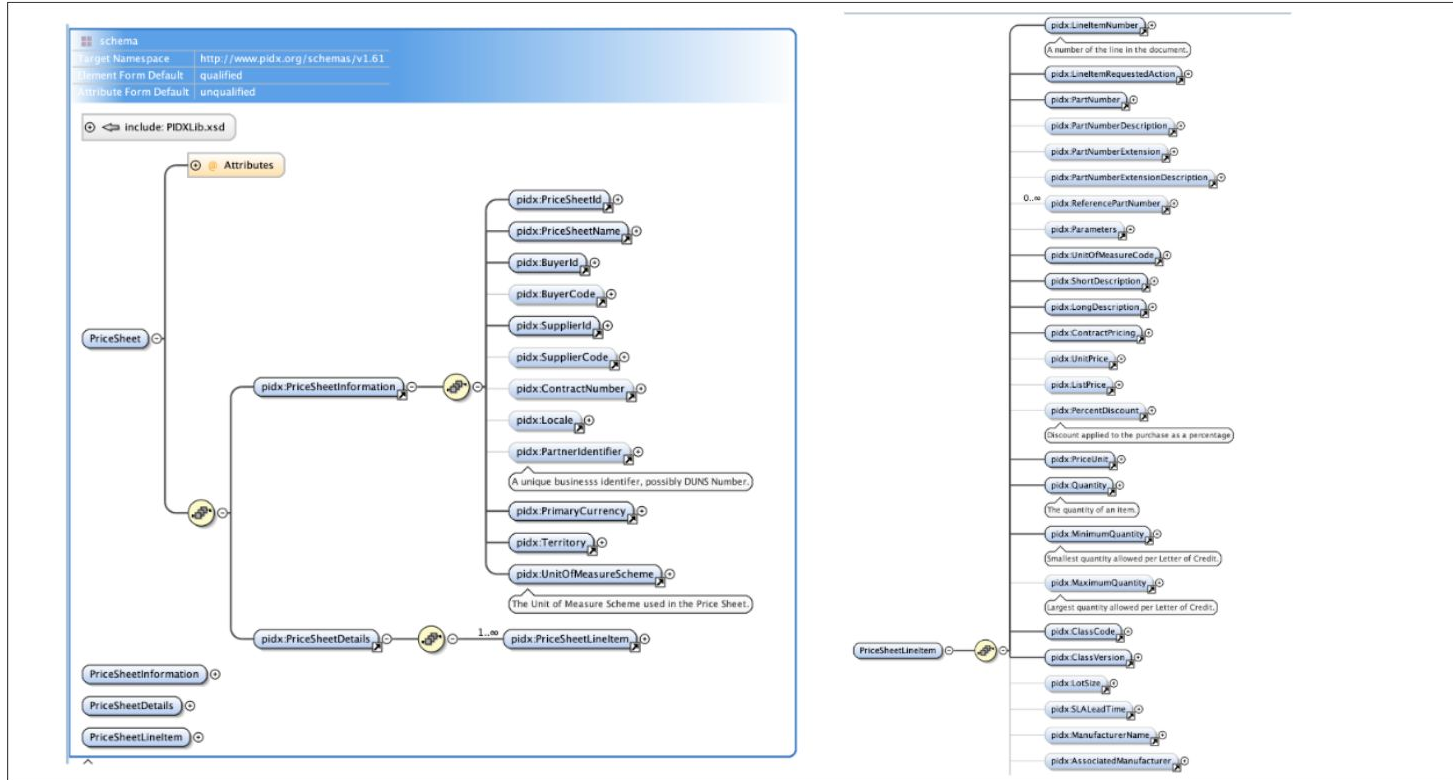 schema
Target Namespace http://www.pidx.org/schemas/v1.61
Element Form Default qualified
Attribute Form Default unqualified
include: PIDXLib.xsd
@ Attributes
PriceSheet
pidx:PriceSheetInformation
pidx:PriceSheetId
pidx:PriceSheetName
pidx:BuyerId
pidx:BuyerCode
pidx:SupplierId
pidx:SupplierCode
pidx:ContractNumber
pidx:Locale
pidx:PartnerIdentifier
A unique businesss identifer, possibly DUNS Number.
pidx:PrimaryCurrency
pidx:Territory
pidx:UnitOfMeasureScheme
The Unit of Measure Scheme used in the Price Sheet.
pidx:PriceSheetDetails
1..∞
pidx:PriceSheetLineItem
PriceSheetInformation
PriceSheetDetails
PriceSheetLineItem
PriceSheetLineItem
pidx:LineItemNumber
A number of the line in the document.
pidx:LineItemRequestedAction
pidx:PartNumber
pidx:PartNumberDescription
pidx:PartNumberExtension
pidx:PartNumberExtensionDescription
0..∞
pidx:ReferencePartNumber
pidx:Parameters
pidx:UnitOfMeasureCode
pidx:ShortDescription
pidx:LongDescription
pidx:ContractPricing
pidx:UnitPrice
pidx:ListPrice
pidx:PercentDiscount
Discount applied to the purchase as a percentage
pidx:PriceUnit
pidx:Quantity
The quantity of an item.
pidx:MinimumQuantity
Smallest quantity allowed per Letter of Credit.
pidx:MaximumQuantity
Largest quantity allowed per Letter of Credit.
pidx:ClassCode
pidx:ClassVersion
pidx:LotSize
pidx:SLALeadTime
pidx:ManufacturerName
pidx:AssociatedManufacturer